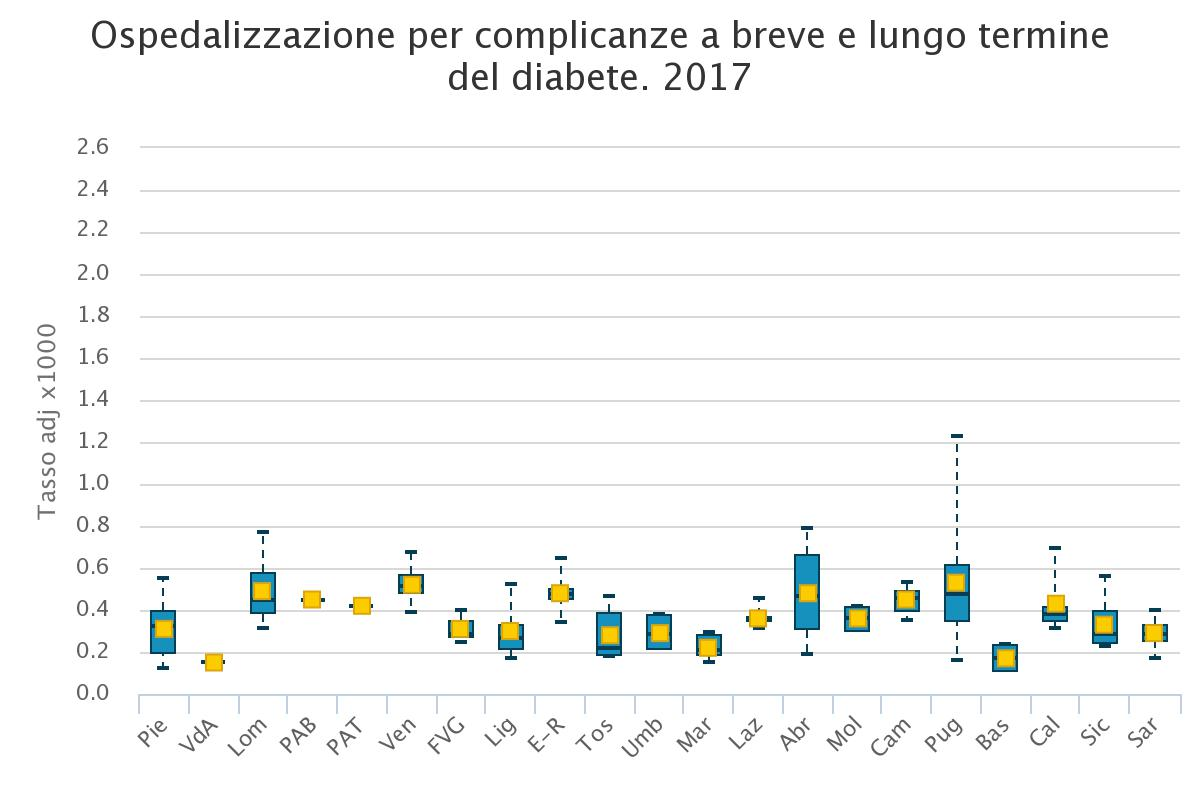 Ospedalizzazione per complicanze a breve e lungo termine
del diabete. 2017
Tasso adj x1000
2.6
2.4
2.2
2.0
1.8
1.6
1.4
1.2
1.0
0.8
0.6
0.4
0.2
0.0
Pie
VdA
Lom
PAB
PAT
Ven
FVG
Lig
E-R
Tos
Umb
Mar
Laz
Abr
Mol
Cam
Pug
Bas
Cal
Sic
Sar